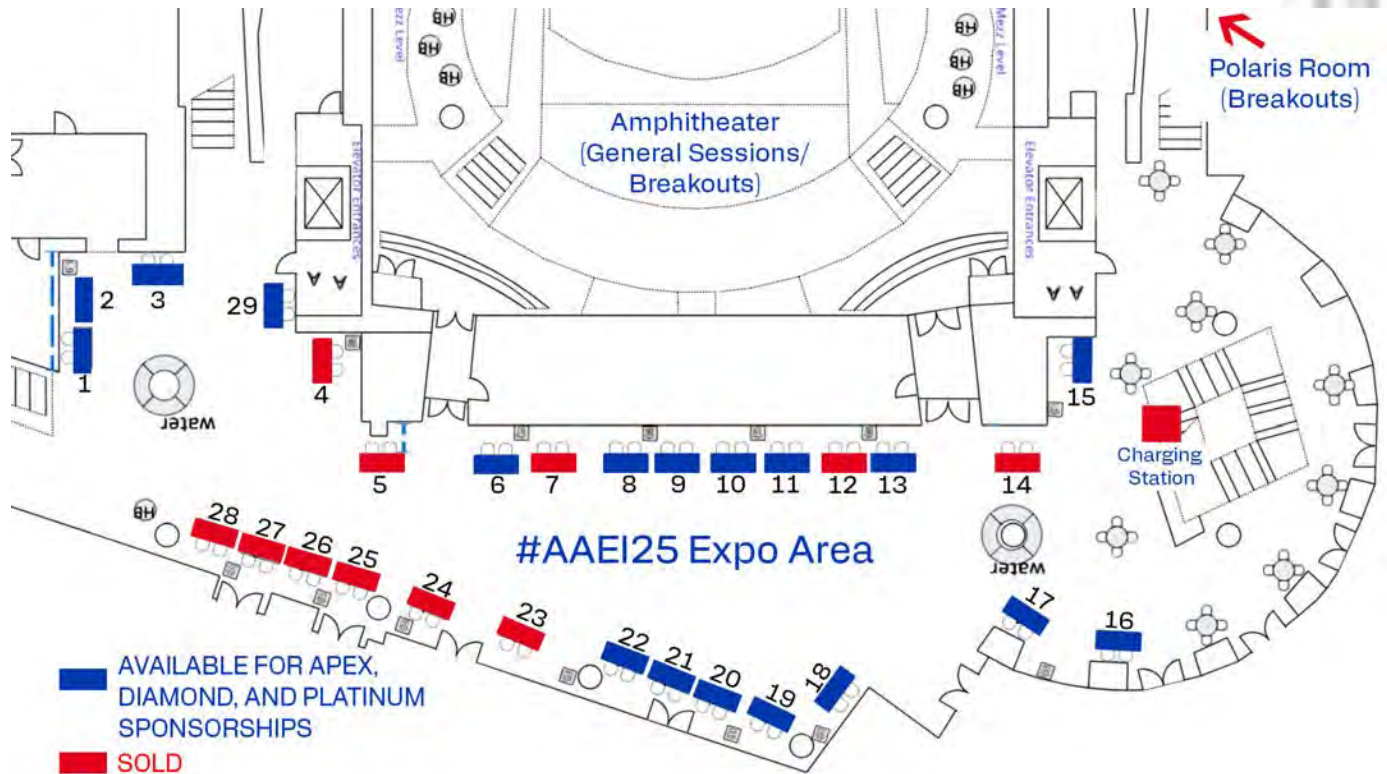 Mezz Level
HB
HB
HB
HB
HB
HB
Mezz Level
Polaris Room
(Breakouts)
Amphitheater
(General Sessions/
Breakouts)
Elevator Entrances
Elevator Entrances
A A
A A
2
3
29
1
4
15
water
5
6
7
8
9
10
11
12
13
14
Charging
Station
HB
28
27
26
25
24
23
#AAEI25 Expo Area
water
17
16
22
21
20
19
18
AVAILABLE FOR APEX,
DIAMOND, AND PLATINUM
SPONSORSHIPS
SOLD